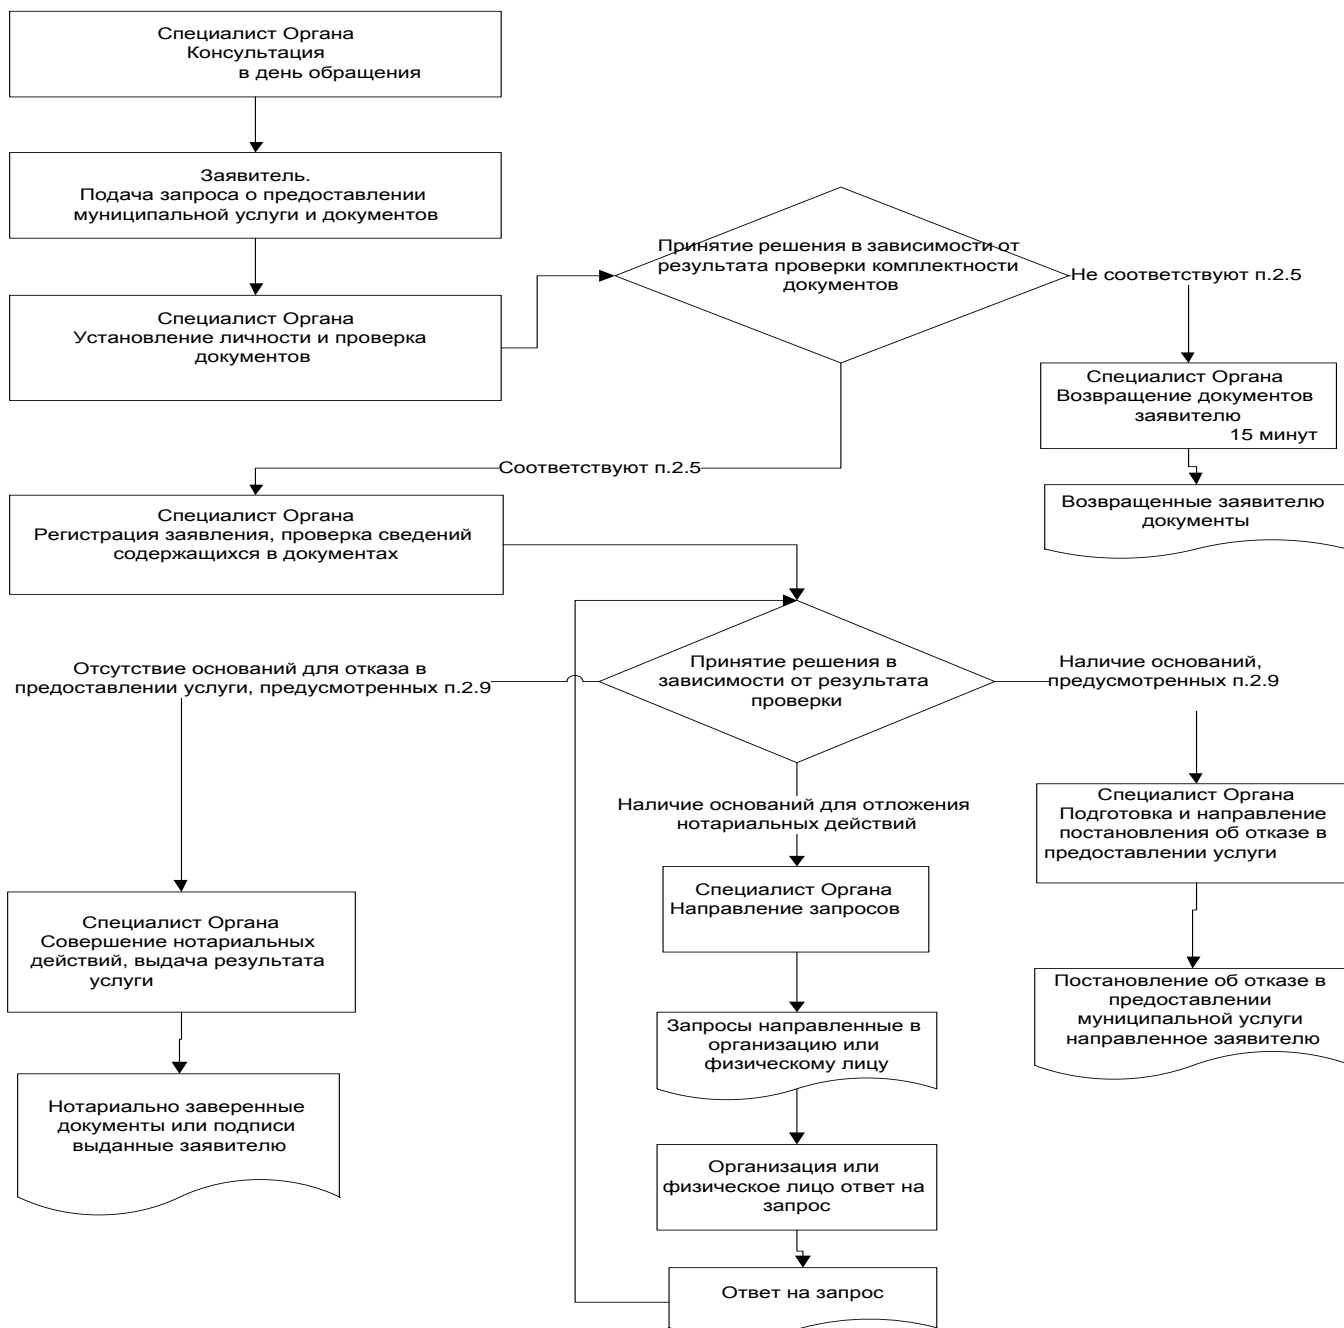 Специалист Органа
Консультация
в день обращения
Заявитель.
Подача запроса о предоставлении
муниципальной услуги и документов
Специалист Органа
Установление личности и проверка
документов
Принятие решения в зависимости от
результата проверки комплектности
документов
Не соответствуют п.2.5
Специалист Органа
Возвращение документов
заявителю
15 минут
Возвращенные заявителю
документы
Соответствуют п.2.5
Специалист Органа
Регистрация заявления, проверка сведений
содержащихся в документах
Принятие решения в
зависимости от результата
проверки
Отсутствие оснований для отказа в
предоставлении услуги, предусмотренных п.2.9
Наличие оснований,
предусмотренных п.2.9
Наличие оснований для отложения
нотариальных действий
Специалист Органа
Подготовка и направление
постановления об отказе в
предоставлении услуги
Специалист Органа
Направление запросов
Специалист Органа
Совершение нотариальных
действий, выдача результата
услуги
Постановление об отказе в
предоставлении
муниципальной услуги
направленное заявителю
Запросы направленные в
организацию или
физическому лицу
Нотариально заверенные
документы или подписи
выданные заявителю
Организация или
физическое лицо ответ на
запрос
Ответ на запрос